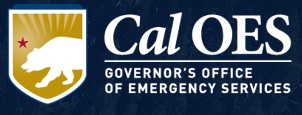 Cal OES
GOVERNOR'S OFFICE
OF EMERGENCY SERVICES